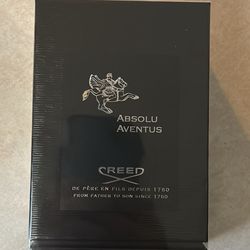 ABSOLU
AVENTUS
CREED
DE PÈRE EN FILS DEPUIS 1760
FROM FATHER TO SON SINCE 1760